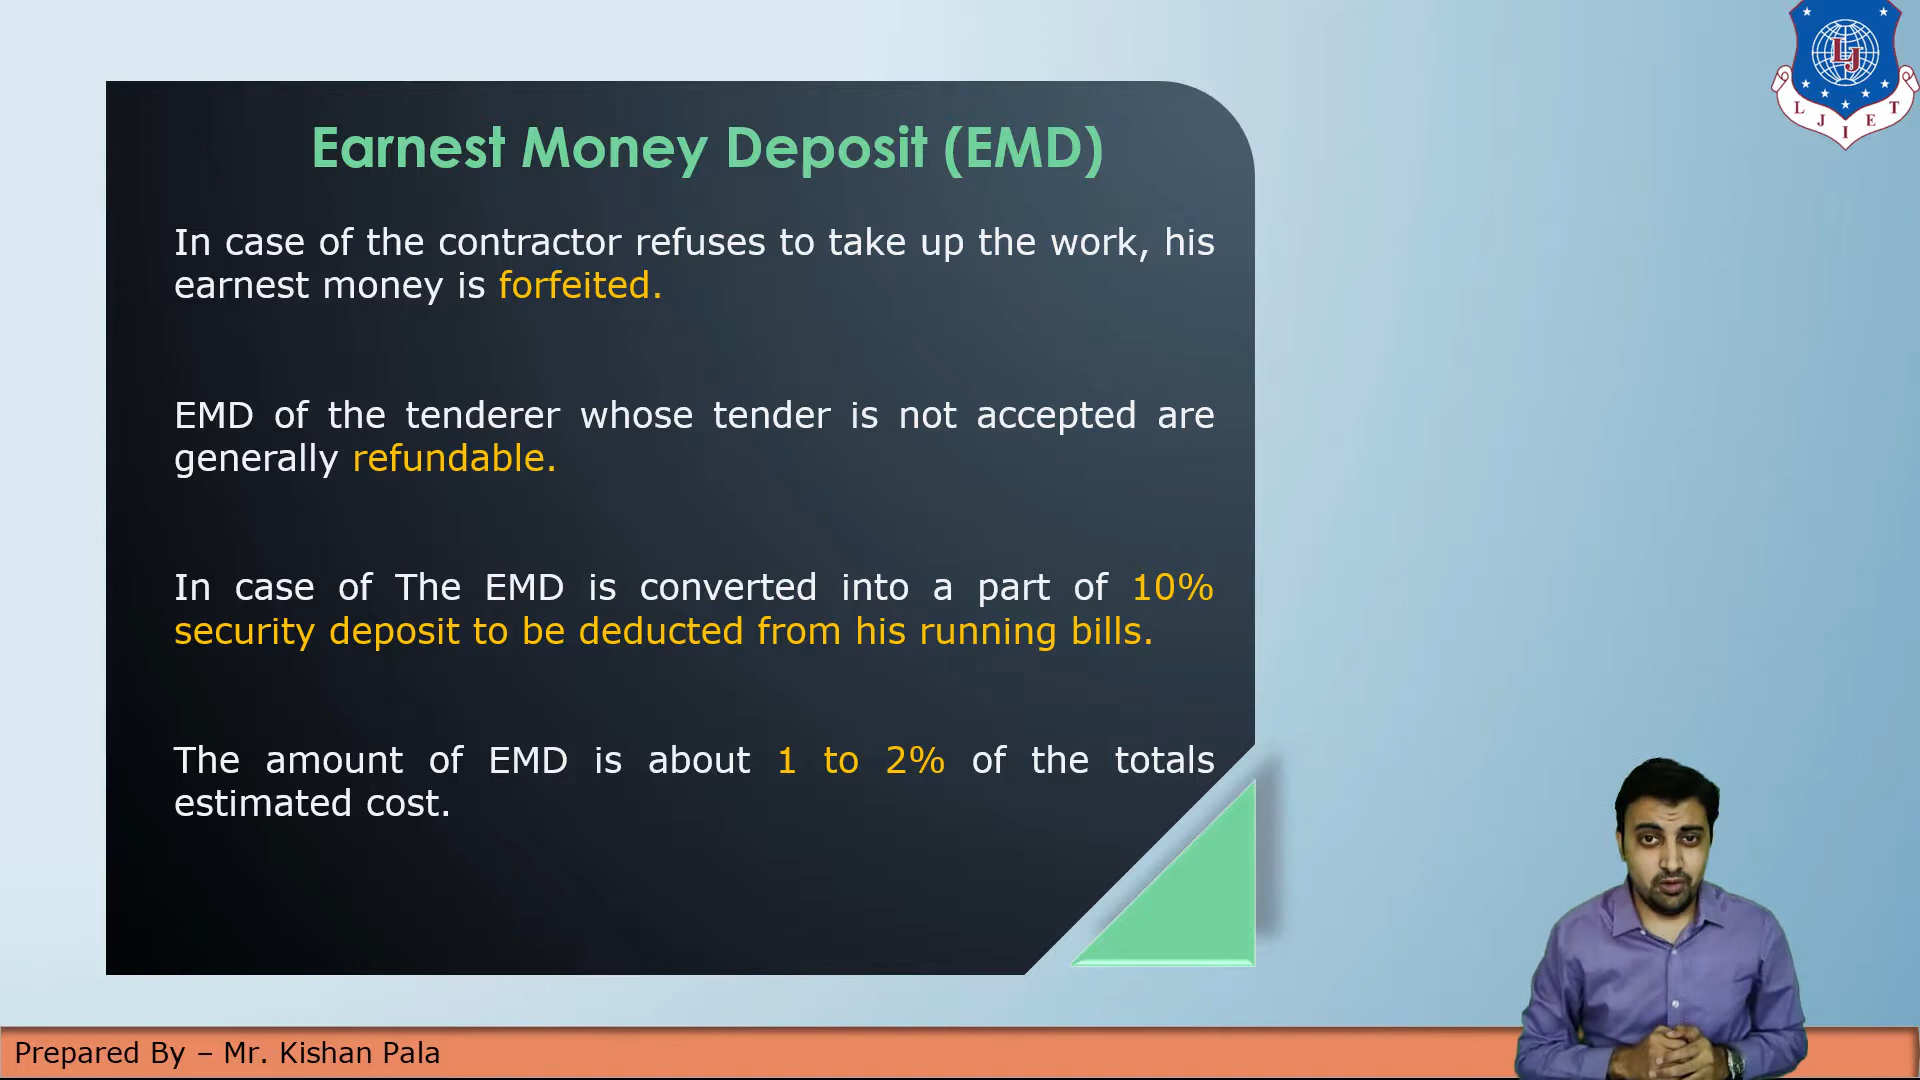 LJ
L J I E T
Earnest Money Deposit (EMD)
In case of the contractor refuses to take up the work, his
earnest money is forfeited.
EMD of the tenderer whose tender is not accepted are
generally refundable.
In case of The EMD is converted into a part of 10%
security deposit to be deducted from his running bills.
The amount of EMD is about 1 to 2% of the totals
estimated cost.
Prepared By – Mr. Kishan Pala